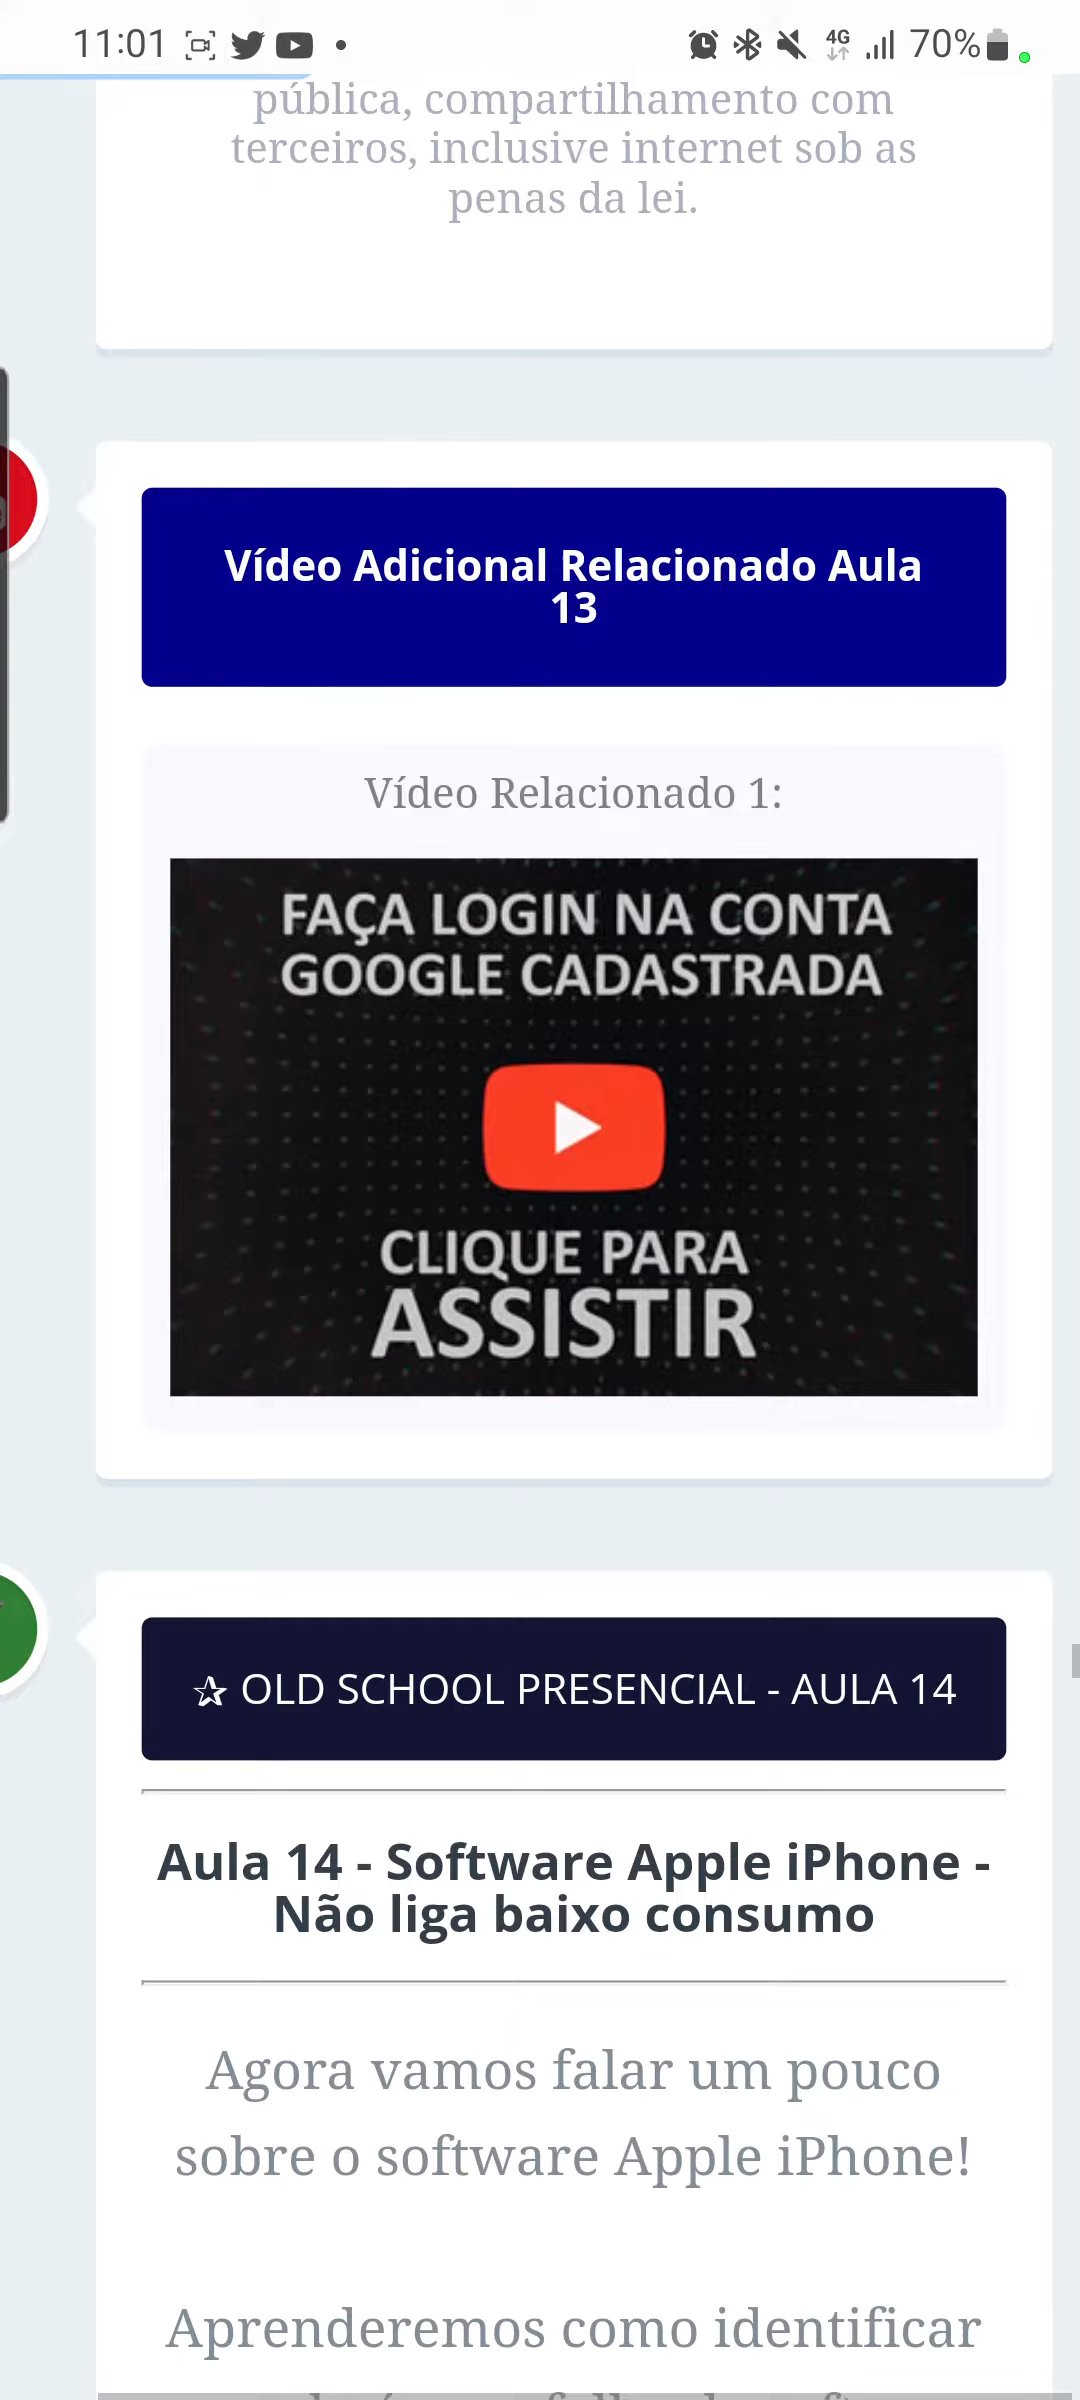 11:01
4G
70%
pública, compartilhamento com
terceiros, inclusive internet sob as
penas da lei.
Vídeo Adicional Relacionado Aula
13
Vídeo Relacionado 1:
FAÇA LOGIN NA CONTA
GOOGLE CADASTRADA
CLIQUE PARA
ASSISTIR
✰ OLD SCHOOL PRESENCIAL - AULA 14
Aula 14 - Software Apple iPhone -
Não liga baixo consumo
Agora vamos falar um pouco
sobre o software Apple iPhone!
Aprenderemos como identificar